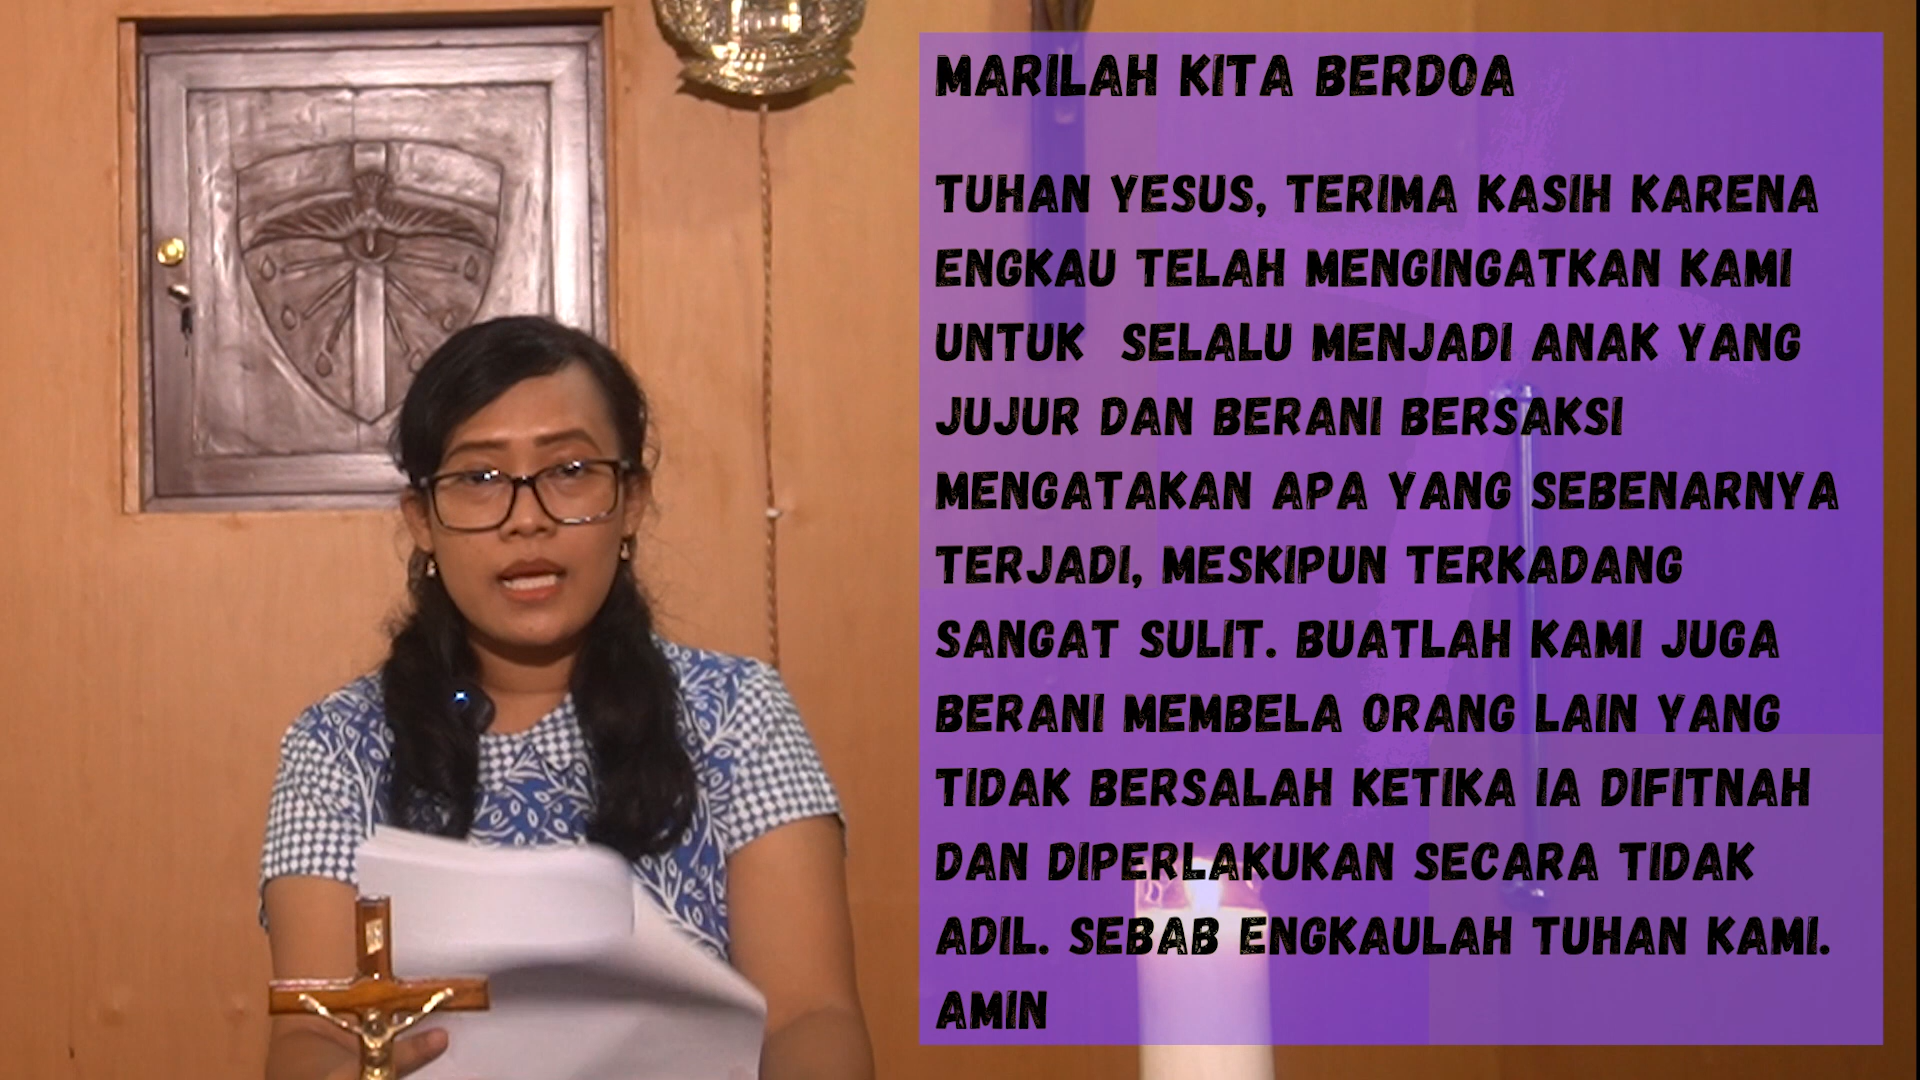 MARILAH KITA BERDOA
TUHAN YESUS, TERIMA KASIH KARENA
ENGKAU TELAH MENGINGATKAN KAMI
UNTUK SELALU MENJADI ANAK YANG
JUJUR DAN BERANI BERSAKSI
MENGATAKAN APA YANG SEBENARNYA
TERJADI, MESKIPUN TERKADANG
SANGAT SULIT. BUATLAH KAMI JUGA
BERANI MEMBELA ORANG LAIN YANG
TIDAK BERSALAH KETIKA IA DIFITNAH
DAN DIPERLAKUKAN SECARA TIDAK
ADIL. SEBAB ENGKAULAH TUHAN KAMI.
AMIN